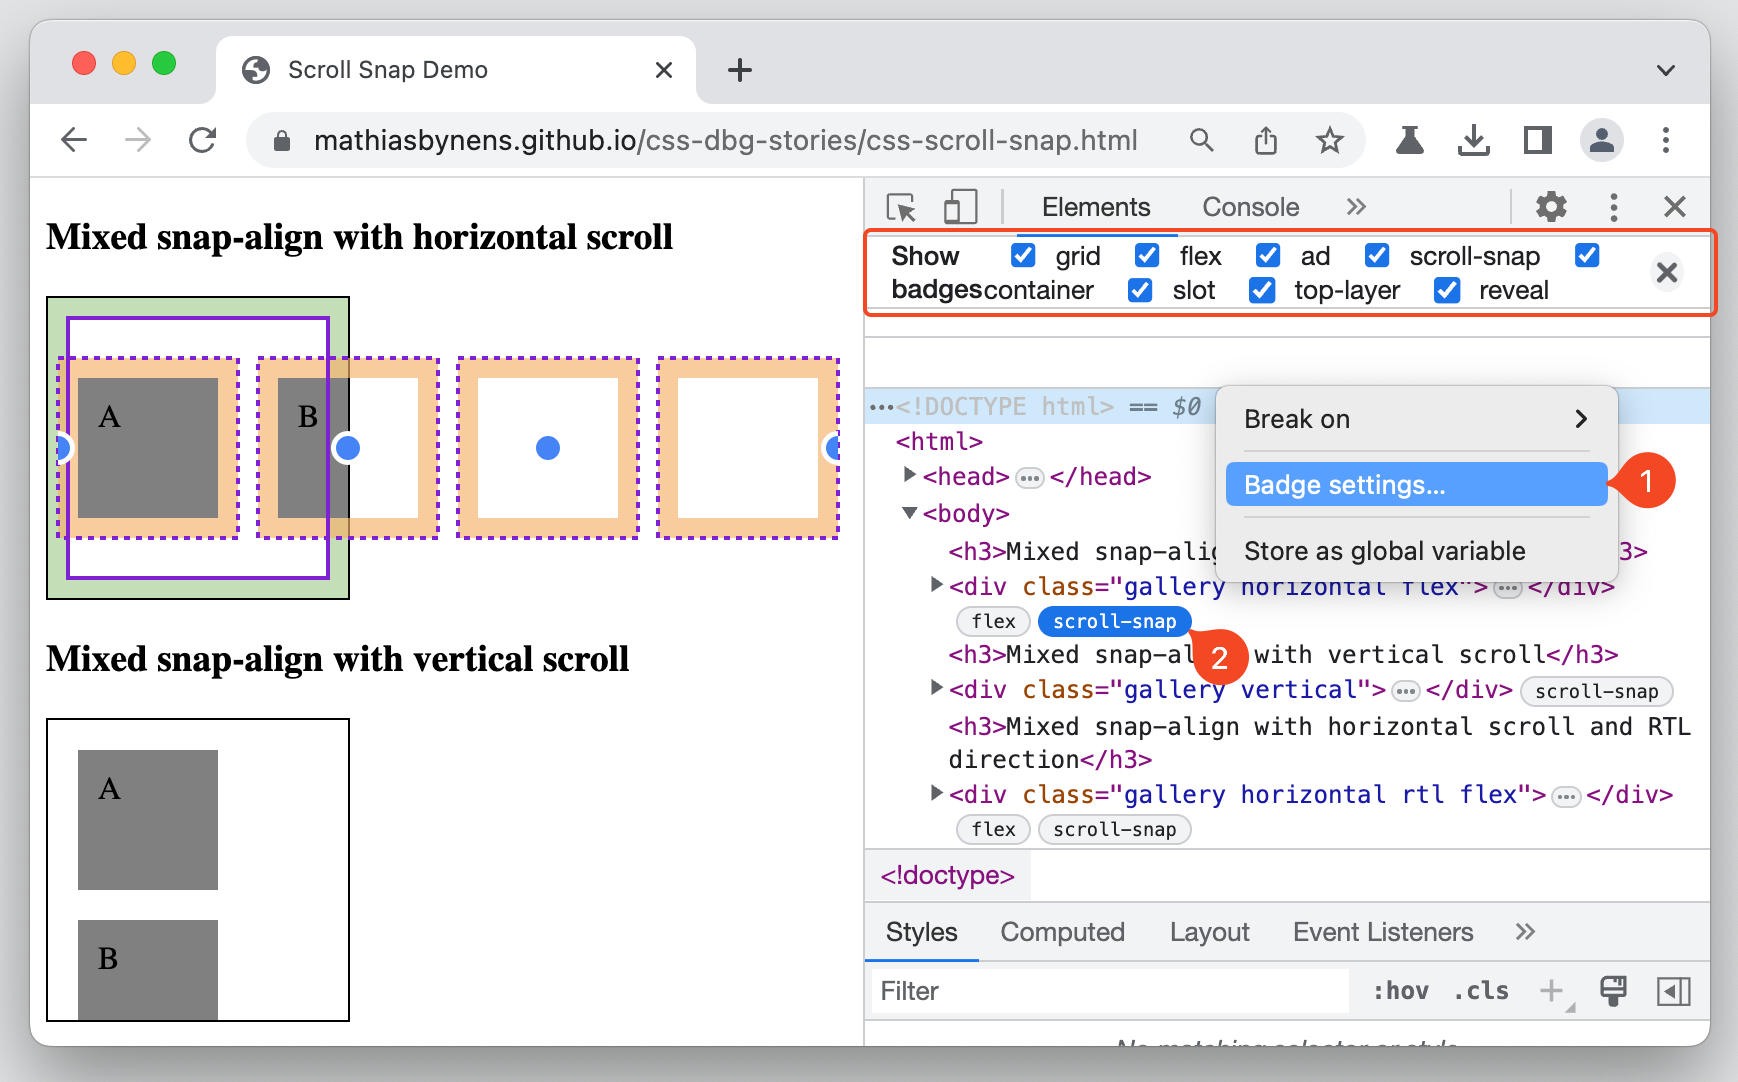 Scroll Snap Demo
mathiasbynens.github.io/css-dbg-stories/css-scroll-snap.html
Mixed snap-align with horizontal scroll
A
B
Mixed snap-align with vertical scroll
A
B
Elements Console
Show grid flex ad scroll-snap
badges container slot top-layer reveal
…<!DOCTYPE html> == $0
<html>
<head>…</head>
<body>
<h3>Mixed snap-alig 3>
<div class="gallery horizontal flex">…</div>
flex scroll-snap
<h3>Mixed snap-al with vertical scroll</h3>
<div class="gallery vertical">…</div> scroll-snap
<h3>Mixed snap-align with horizontal scroll and RTL
direction</h3>
<div class="gallery horizontal rtl flex">…</div>
flex scroll-snap
Break on
Badge settings...
1
Store as global variable
2
<!doctype>
Styles Computed Layout Event Listeners
Filter :hov .cls
No matching selector or style